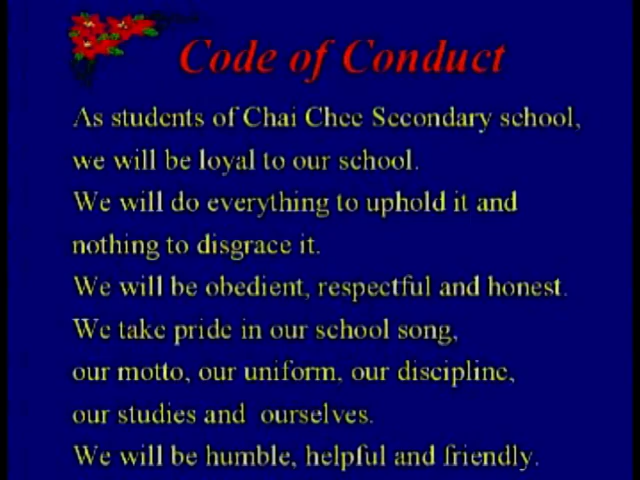 Code of Conduct
As students of Chai Chee Secondary school,
we will be loyal to our school.
We will do everything to uphold it and
nothing to disgrace it.
We will be obedient, respectful and honest.
We take pride in our school song,
our motto, our uniform, our discipline,
our studies and ourselves.
We will be humble, helpful and friendly.